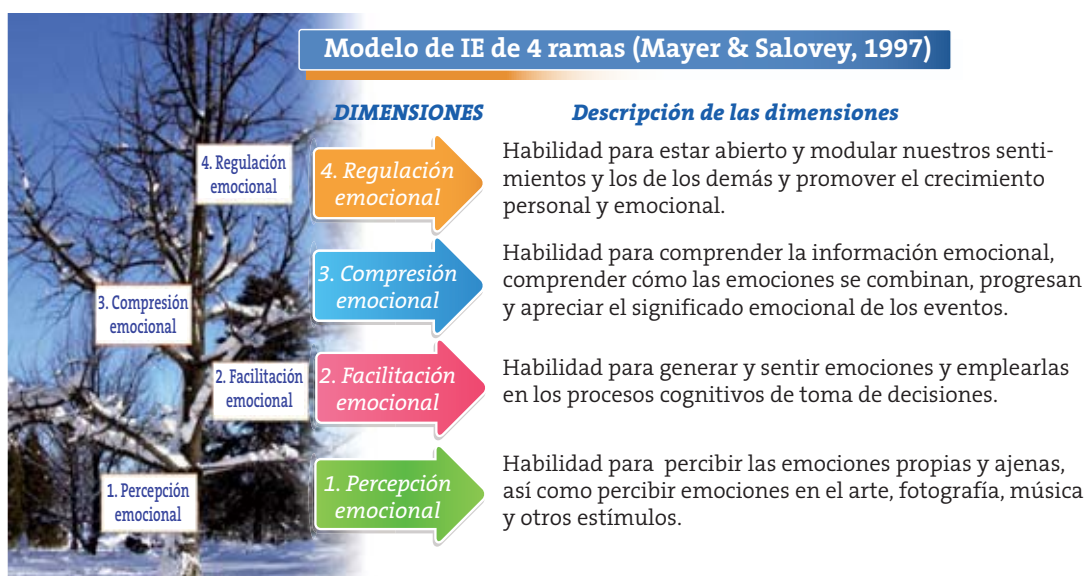 Modelo de IE de 4 ramas (Mayer & Salovey, 1997)
DIMENSIONES
Descripción de las dimensiones
4. Regulación
emocional
4. Regulación
emocional
Habilidad para estar abierto y modular nuestros senti-
mientos y los de los demás y promover el crecimiento
personal y emocional.
3. Compresión
emocional
3. Compresión
emocional
Habilidad para comprender la información emocional,
comprender cómo las emociones se combinan, progresan
y apreciar el significado emocional de los eventos.
2. Facilitación
emocional
2. Facilitación
emocional
Habilidad para generar y sentir emociones y emplearlas
en los procesos cognitivos de toma de decisiones.
1. Percepción
emocional
1. Percepción
emocional
Habilidad para percibir las emociones propias y ajenas,
así como percibir emociones en el arte, fotografía, música
y otros estímulos.